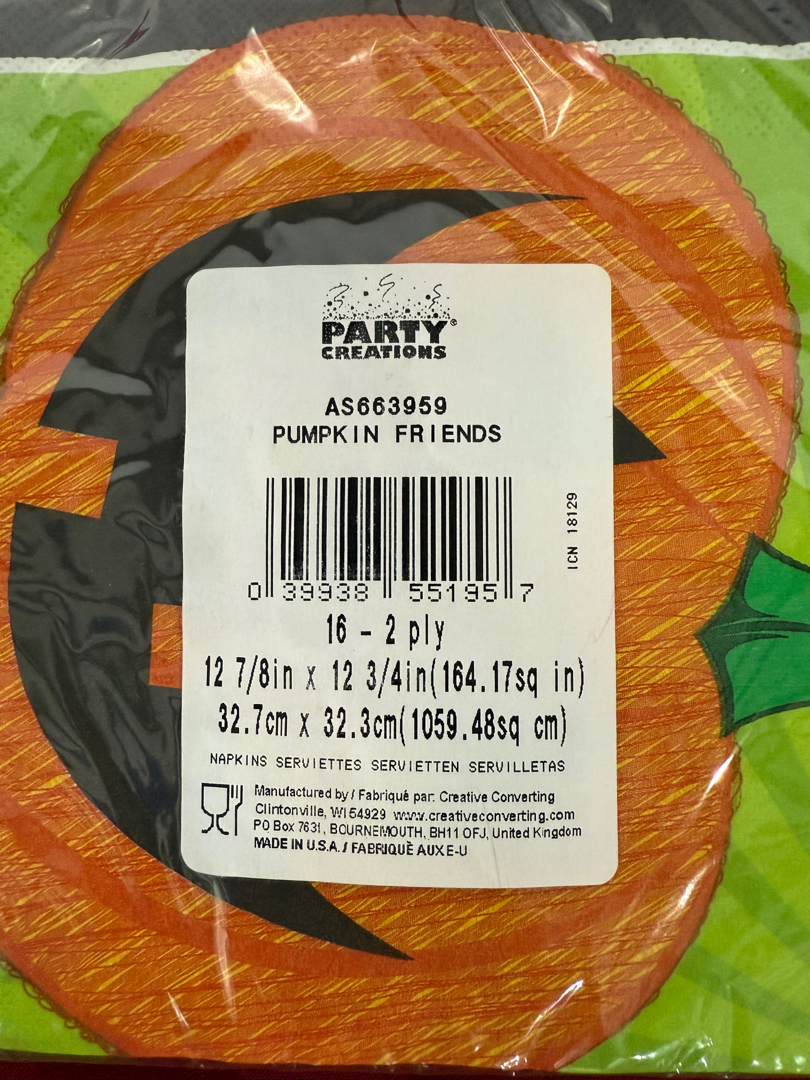 PARTY®
CREATIONS
AS663959
PUMPKIN FRIENDS
ICN 18129
0 39938 55195 7
16 - 2 ply
12 7/8in x 12 3/4in(164.17sq in)
32.7cm x 32.3cm(1059.48sq cm)
NAPKINS SERVIETTES SERVIETTEN SERVILLETAS
Manufactured by / Fabriqué par: Creative Converting
Clintonville, WI 54929 www.creativeconverting.com
PO Box 7631, BOURNEMOUTH, BH11 OFJ, United Kingdom
MADE IN U.S.A. / FABRIQUÈ AUX E-U